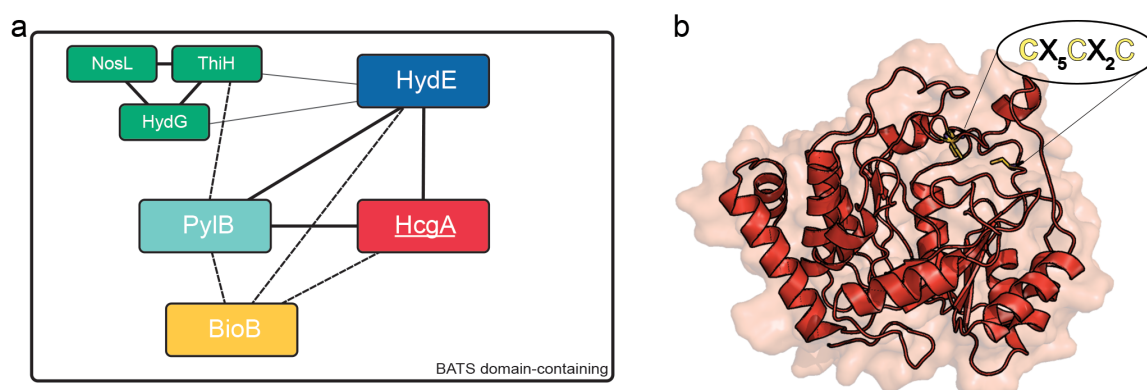 a
NosL
ThiH
HydG
HydE
PylB
HcgA
BioB
BATS domain-containing
b
CX₅CX₂C